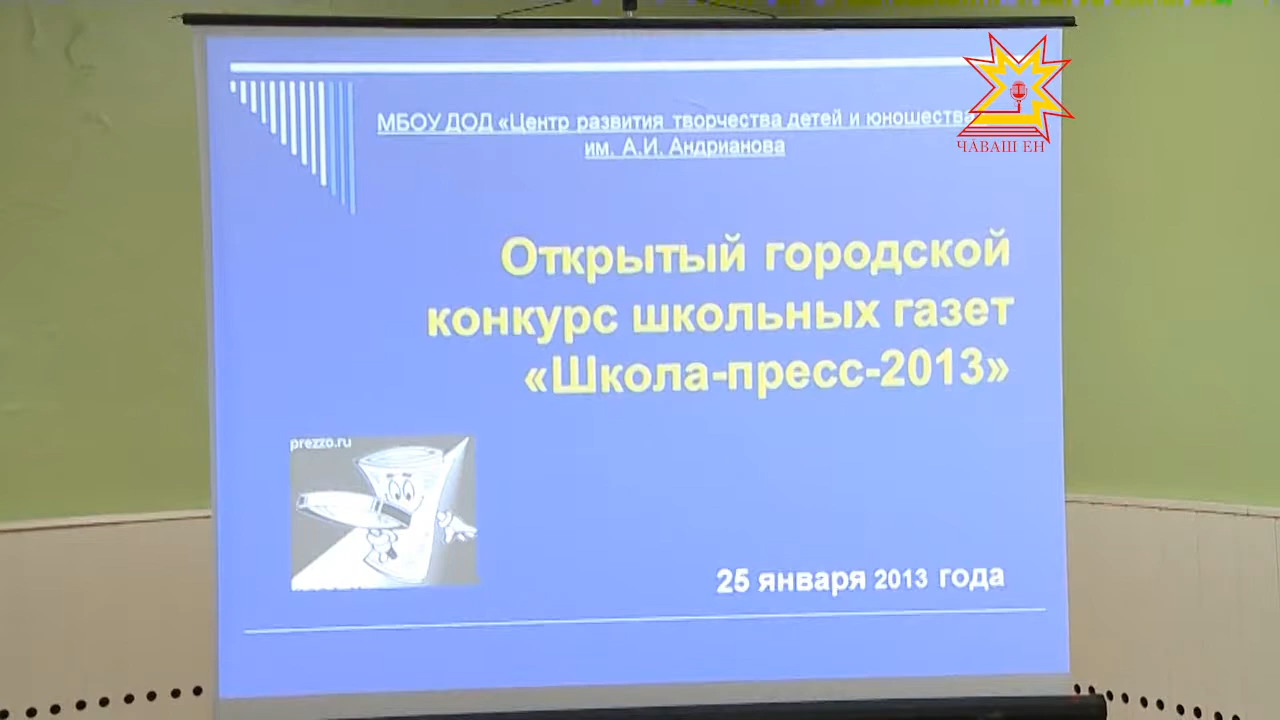 МБОУ ДОД «Центр развития творчества детей и юношества
им. А.И. Андрианова
ЧӐВАШ ЕН
Открытый городской
конкурс школьных газет
«Школа-пресс-2013»
prezzo.ru
25 января 2013 года